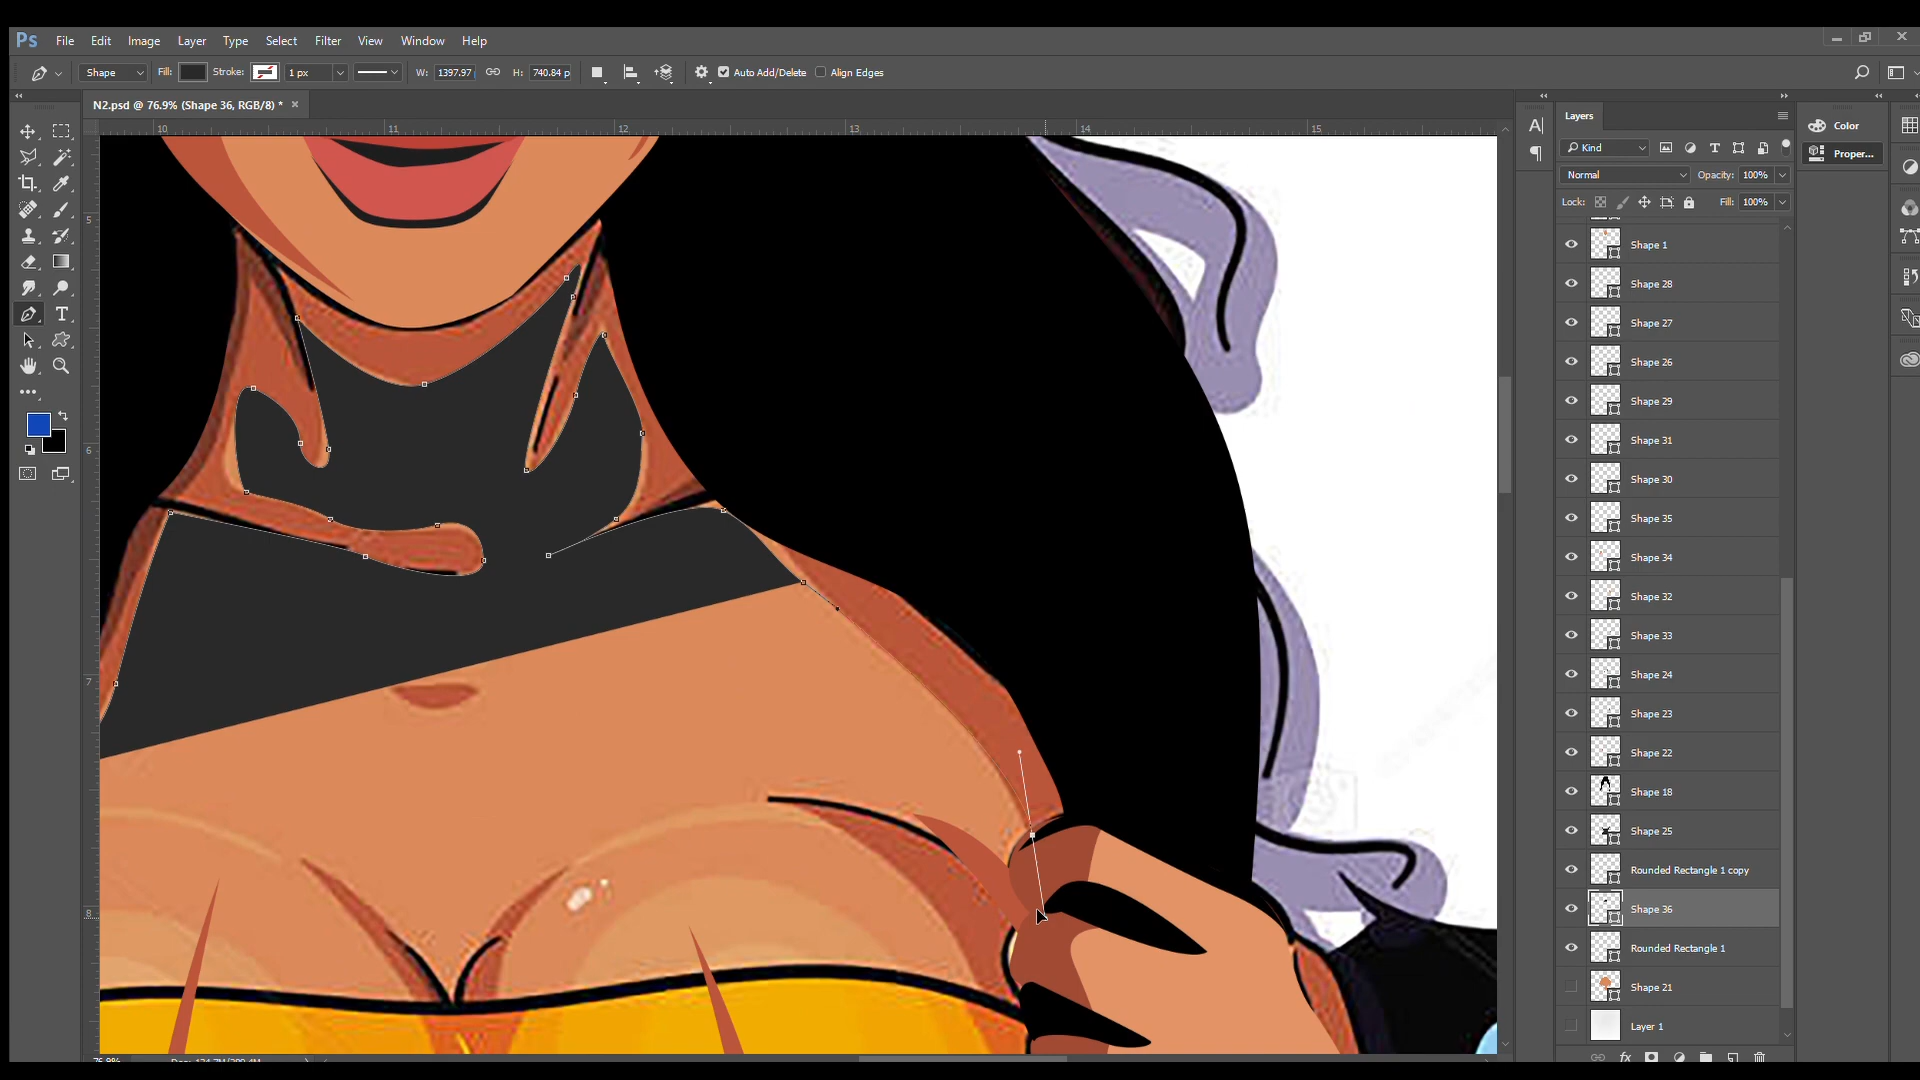 Ps File Edit Image Layer Type Select Filter View Window Help
Shape Fill: Stroke: 1 px W: 1397.97 H: 740.84 p Auto Add/Delete Align Edges
N2.psd @ 76.9% (Shape 36, RGB/8) * ×
10 11 12 13 14 15
5
6
7
8
Layers
Kind
Normal Opacity: 100%
Lock: Fill: 100%
Shape 1
Shape 28
Shape 27
Shape 26
Shape 29
Shape 31
Shape 30
Shape 35
Shape 34
Shape 32
Shape 33
Shape 24
Shape 23
Shape 22
Shape 18
Shape 25
Rounded Rectangle 1 copy
Shape 36
Rounded Rectangle 1
Shape 21
Layer 1
fx
Color
Proper...